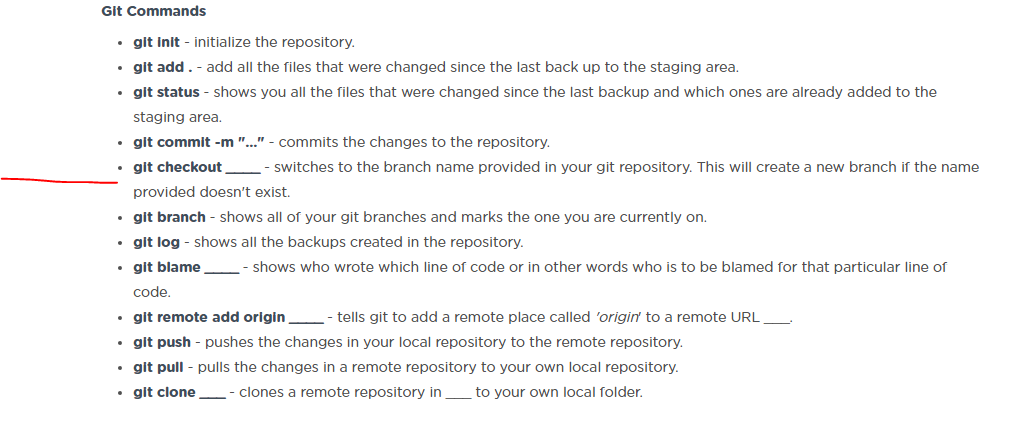 Git Commands
• git init - initialize the repository.
• git add . - add all the files that were changed since the last back up to the staging area.
• git status - shows you all the files that were changed since the last backup and which ones are already added to the
staging area.
• git commit -m "..." - commits the changes to the repository.
• git checkout ____ - switches to the branch name provided in your git repository. This will create a new branch if the name
provided doesn't exist.
• git branch - shows all of your git branches and marks the one you are currently on.
• git log - shows all the backups created in the repository.
• git blame ____ - shows who wrote which line of code or in other words who is to be blamed for that particular line of
code.
• git remote add origin ____ - tells git to add a remote place called 'origin' to a remote URL ___.
• git push - pushes the changes in your local repository to the remote repository.
• git pull - pulls the changes in a remote repository to your own local repository.
• git clone ___ - clones a remote repository in ___ to your own local folder.